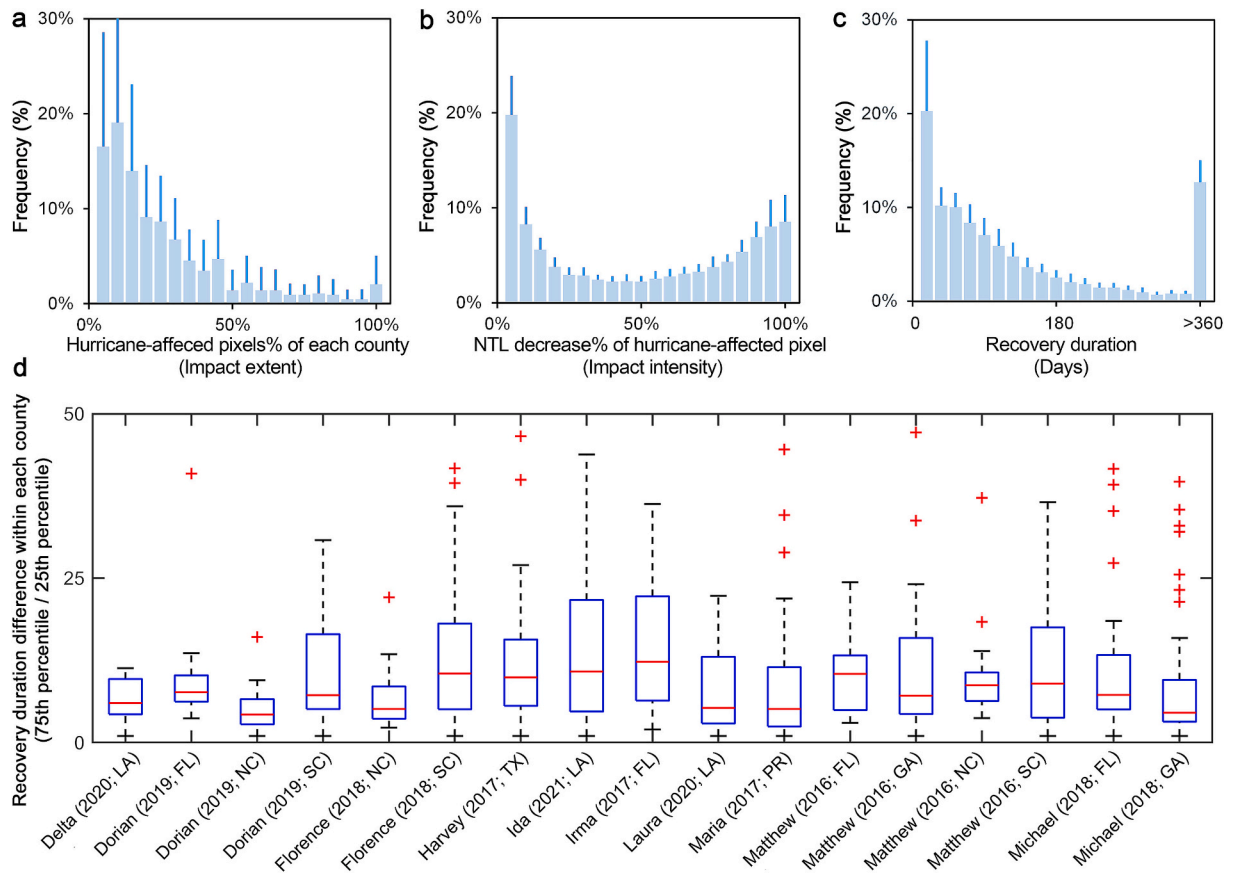 a
30%
20%
10%
0%
Frequency (%)
0%
50%
100%
Hurricane-affeced pixels% of each county
(Impact extent)
b
30%
20%
10%
0%
Frequency (%)
0%
50%
100%
NTL decrease% of hurricane-affected pixel
(Impact intensity)
c
30%
20%
10%
0%
Frequency (%)
0
180
>360
Recovery duration
(Days)
d
50
25
0
Recovery duration difference within each county
(75th percentile / 25th percentile)
Delta (2020; LA)
Dorian (2019; FL)
Dorian (2019; NC)
Dorian (2019; SC)
Florence (2018; NC)
Florence (2018; SC)
Harvey (2017; TX)
Ida (2021; LA)
Irma (2017; FL)
Laura (2020; LA)
Maria (2017; PR)
Matthew (2016; FL)
Matthew (2016; GA)
Matthew (2016; NC)
Matthew (2016; SC)
Michael (2018; FL)
Michael (2018; GA)